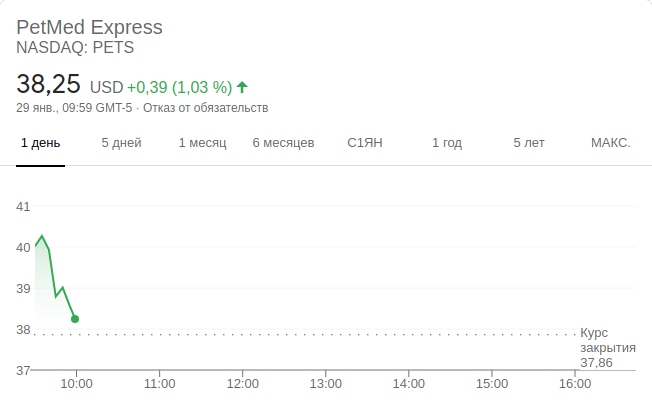 PetMed Express
NASDAQ: PETS
38,25 USD +0,39 (1,03 %)
29 янв., 09:59 GMT-5 · Отказ от обязательств
1 день 5 дней 1 месяц 6 месяцев С1ЯН 1 год 5 лет МАКС.
41
40
39
38
Курс
закрытия
37,86
37
10:00 11:00 12:00 13:00 14:00 15:00 16:00